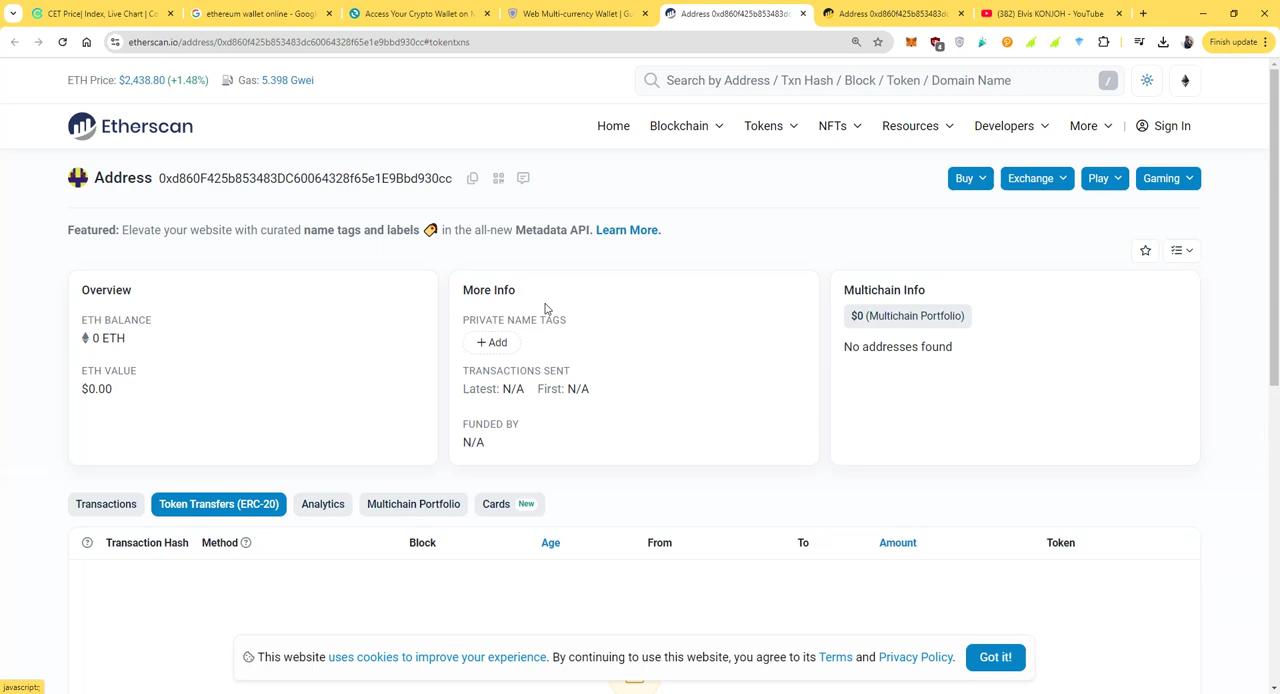 CET Price| Index, Live Chart | Co
ethereum wallet online - Googl
Access Your Crypto Wallet on M
Web Multi-currency Wallet | Gu
Address 0xd860f425b853483dc
Address 0xd860f425b853483dc
(382) Elvis KONJOH - YouTube
etherscan.io/address/0xd860f425b853483dc60064328f65e1e9bbd930cc#tokentxns
4
Finish update
ETH Price: $2,438.80 (+1.48%) Gas: 5.398 Gwei
Search by Address / Txn Hash / Block / Token / Domain Name
/
Etherscan
Home Blockchain Tokens NFTs Resources Developers More | Sign In
Address 0xd860F425b853483DC60064328f65e1E9Bbd930cc
Buy Exchange Play Gaming
Featured: Elevate your website with curated name tags and labels in the all-new Metadata API. Learn More.
Overview
ETH BALANCE
0 ETH
ETH VALUE
$0.00
More Info
PRIVATE NAME TAGS
+ Add
TRANSACTIONS SENT
Latest: N/A First: N/A
FUNDED BY
N/A
Multichain Info
$0 (Multichain Portfolio)
No addresses found
Transactions Token Transfers (ERC-20) Analytics Multichain Portfolio Cards New
Transaction Hash Method Block Age From To Amount Token
This website uses cookies to improve your experience. By continuing to use this website, you agree to its Terms and Privacy Policy.
Got it!
javascript:;